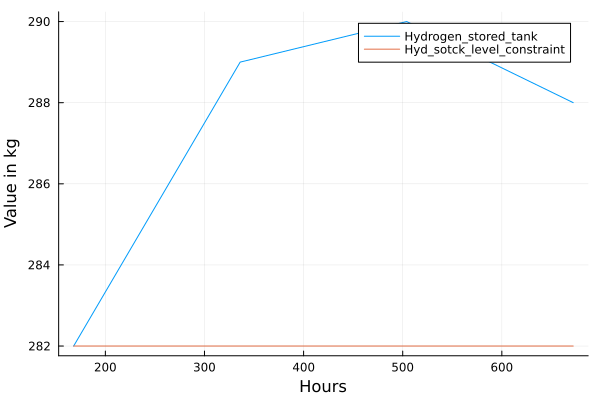 290
288
286
284
282
Value in kg
Hydrogen_stored_tank
Hyd_sotck_level_constraint
200
300
400
500
600
Hours